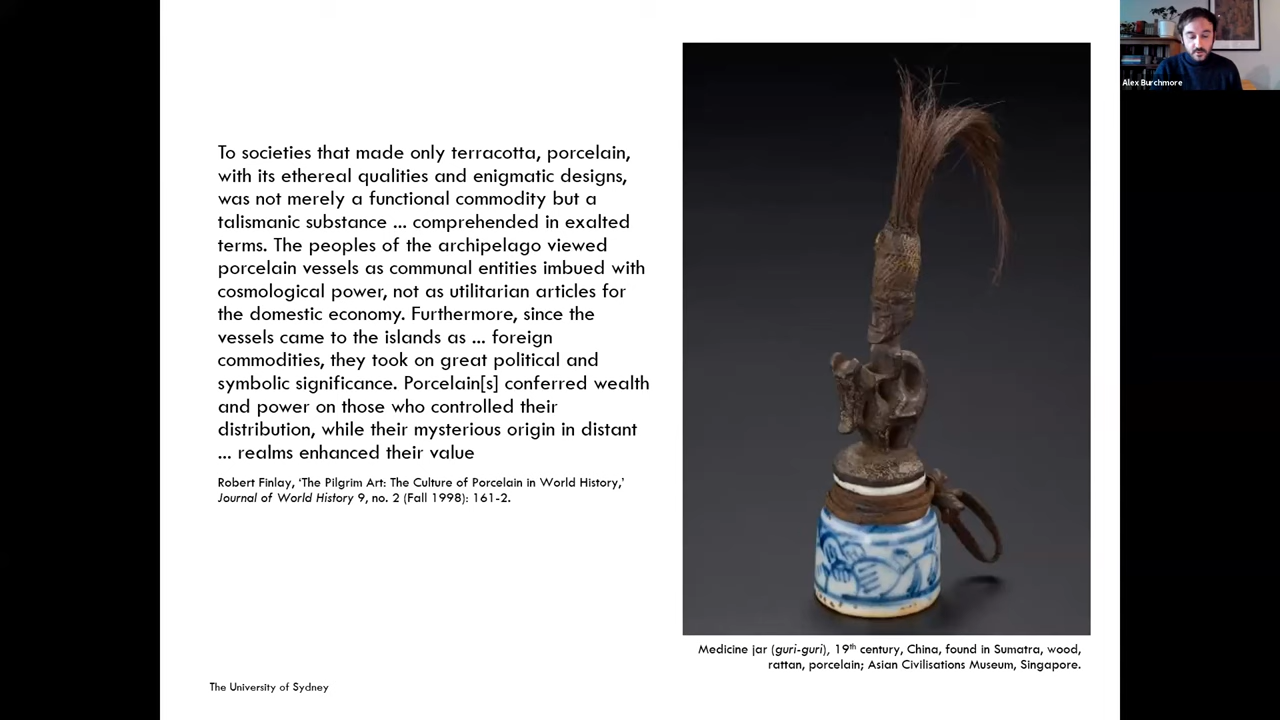 To societies that made only terracotta, porcelain,
with its ethereal qualities and enigmatic designs,
was not merely a functional commodity but a
talismanic substance ... comprehended in exalted
terms. The peoples of the archipelago viewed
porcelain vessels as communal entities imbued with
cosmological power, not as utilitarian articles for
the domestic economy. Furthermore, since the
vessels came to the islands as ... foreign
commodities, they took on great political and
symbolic significance. Porcelain[s] conferred wealth
and power on those who controlled their
distribution, while their mysterious origin in distant
... realms enhanced their value
Robert Finlay, ‘The Pilgrim Art: The Culture of Porcelain in World History,’
Journal of World History 9, no. 2 (Fall 1998): 161-2.
Medicine jar (guri-guri), 19th century, China, found in Sumatra, wood,
rattan, porcelain; Asian Civilisations Museum, Singapore.
The University of Sydney
Alex Burchmore